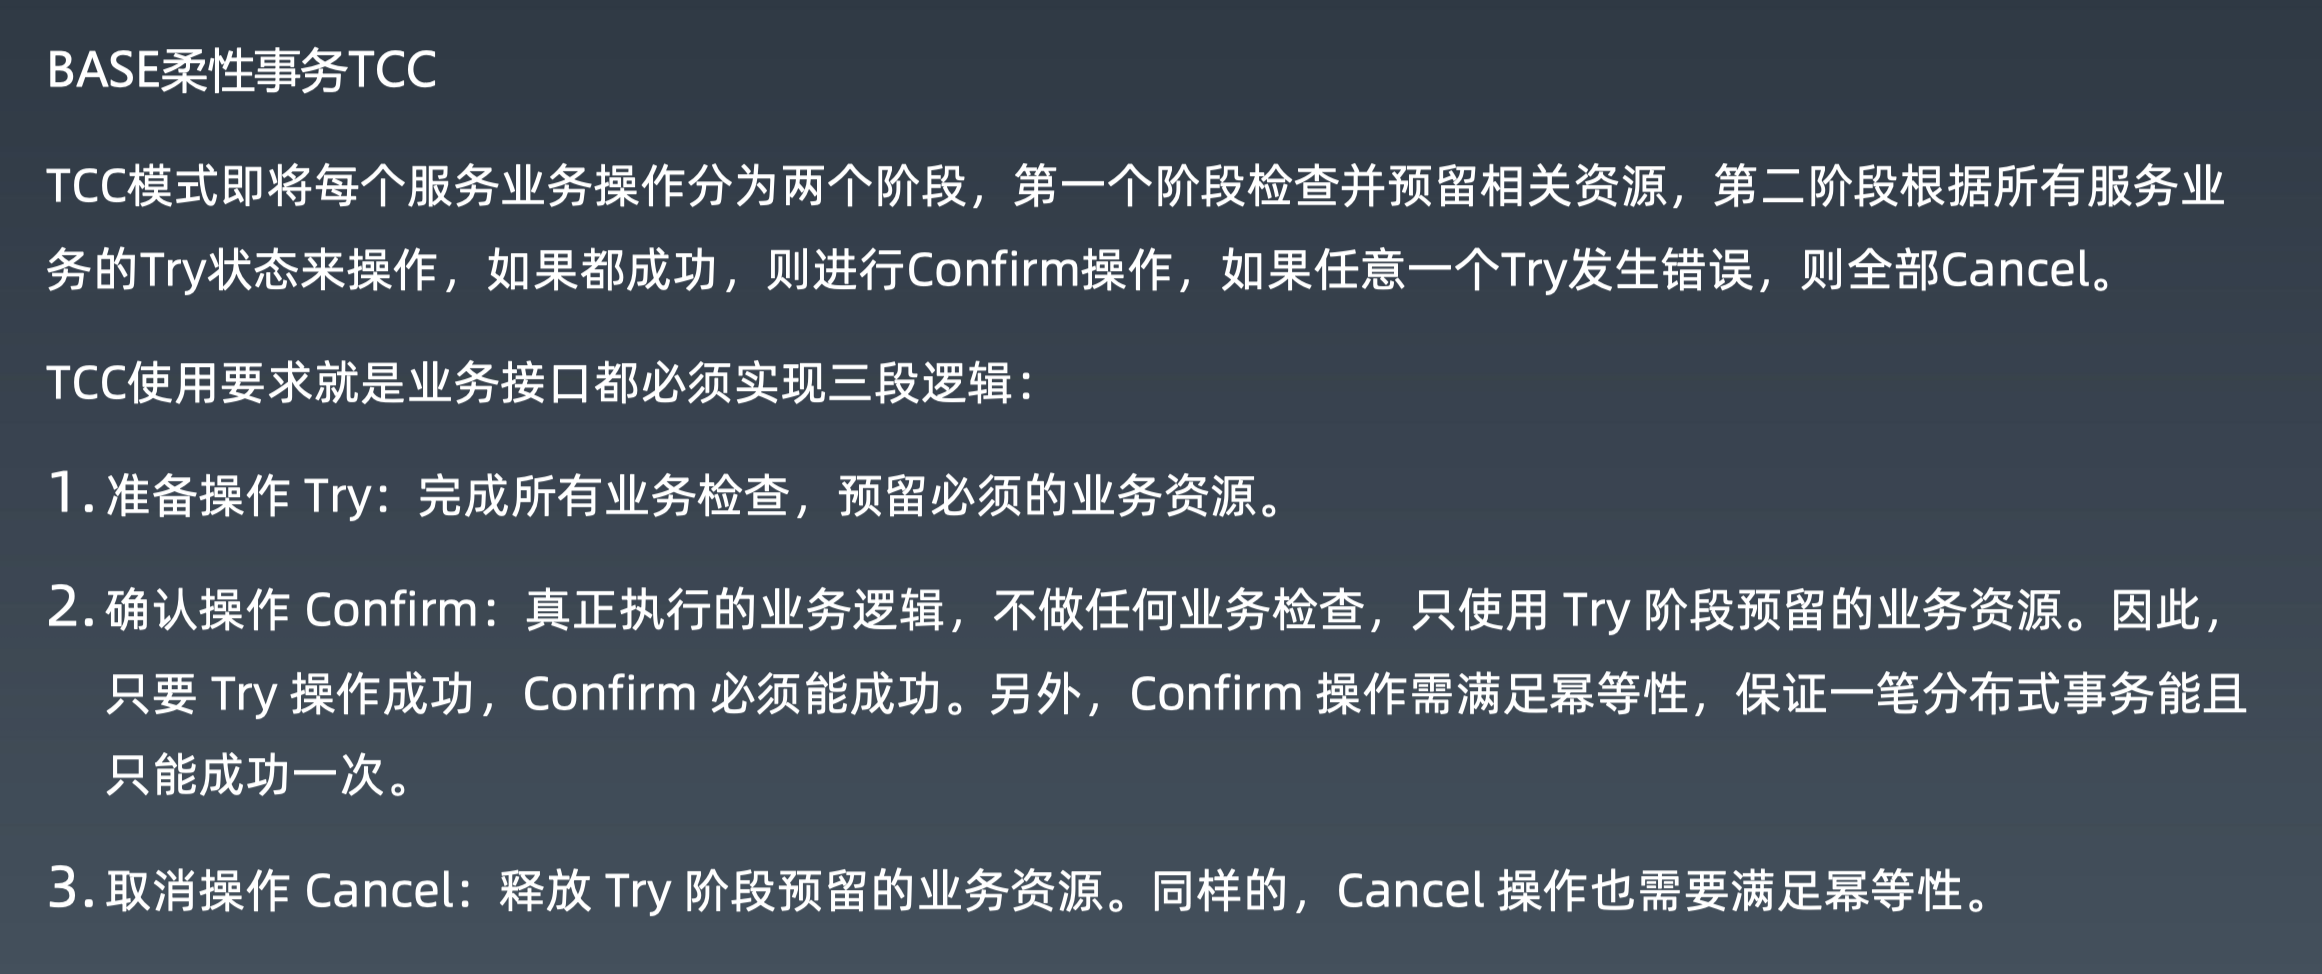 BASE柔性事务TCC
TCC模式即将每个服务业务操作分为两个阶段，第一个阶段检查并预留相关资源，第二阶段根据所有服务业
务的Try状态来操作，如果都成功，则进行Confirm操作，如果任意一个Try发生错误，则全部Cancel。
TCC使用要求就是业务接口都必须实现三段逻辑：
1. 准备操作 Try：完成所有业务检查，预留必须的业务资源。
2. 确认操作 Confirm：真正执行的业务逻辑，不做任何业务检查，只使用 Try 阶段预留的业务资源。因此，
只要 Try 操作成功，Confirm 必须能成功。另外，Confirm 操作需满足幂等性，保证一笔分布式事务能且
只能成功一次。
3. 取消操作 Cancel：释放 Try 阶段预留的业务资源。同样的，Cancel 操作也需要满足幂等性。